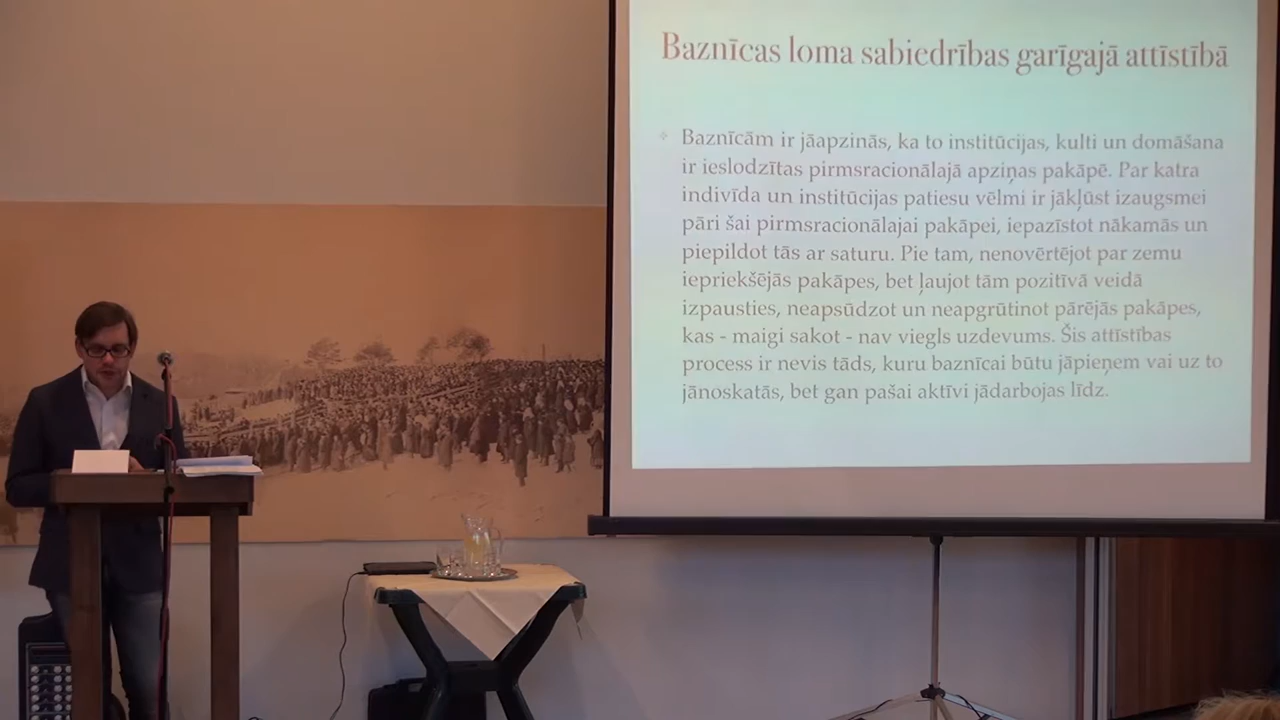 Baznīcas loma sabiedrības garīgajā attīstībā
Baznīcām ir jāapzinās, ka to institūcijas, kulti un domāšana
ir ieslodzītas pirmsracionālajā apziņas pakāpē. Par katra
indivīda un institūcijas patiesu vēlmi ir jākļūst izaugsmei
pāri šai pirmsracionālajai pakāpei, iepazīstot nākamās un
piepildot tās ar saturu. Pie tam, nenovērtējot par zemu
iepriekšējās pakāpes, bet ļaujot tām pozitīvā veidā
izpausties, neapsūdzot un neapgrūtinot pārējās pakāpes,
kas - maigi sakot - nav viegls uzdevums. Šis attīstības
process ir nevis tāds, kuru baznīcai būtu jāpieņem vai uz to
jānoskatās, bet gan pašai aktīvi jādarbojas līdz.